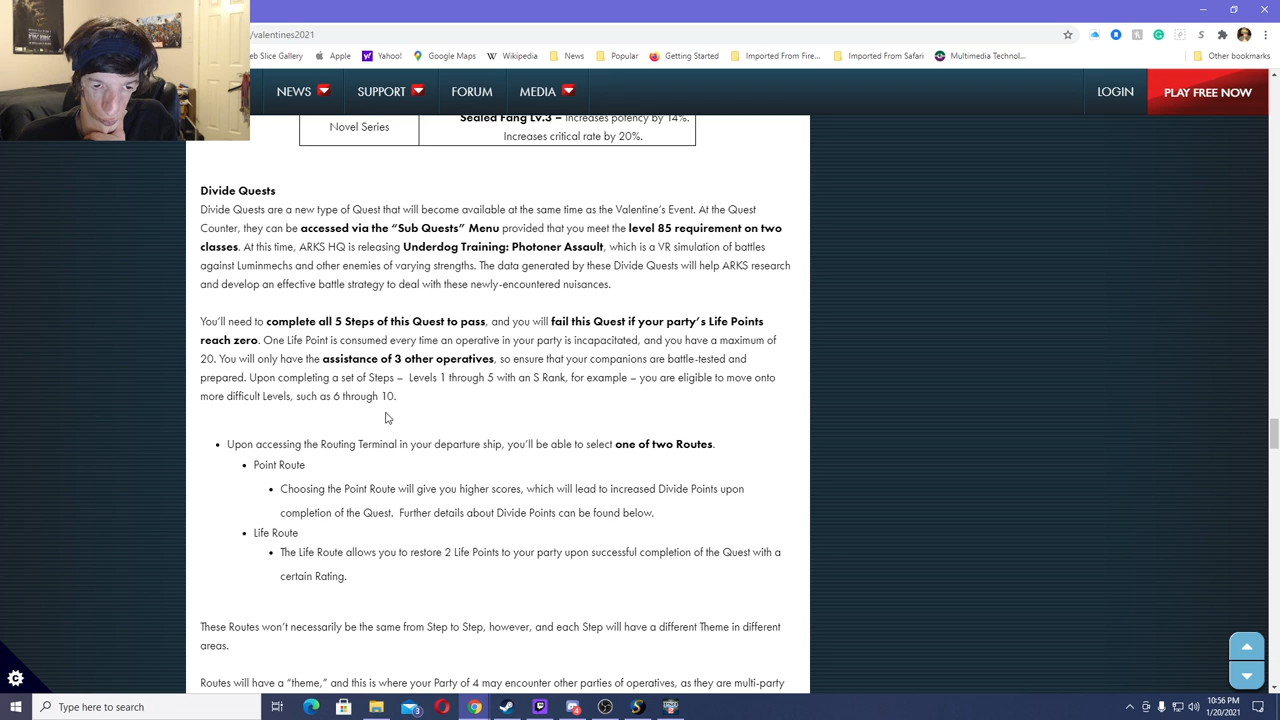 /valentines2021
eb Slice Gallery Apple Yahoo! Google Maps Wikipedia News Popular Getting Started Imported From Fire... Imported From Safari Multimedia Technol... Other bookmarks
NEWS SUPPORT FORUM MEDIA LOGIN PLAY FREE NOW
Novel Series
Sealed Fang Lv.3 – Increases potency by 14%.
Increases critical rate by 20%.
Divide Quests
Divide Quests are a new type of Quest that will become available at the same time as the Valentine's Event. At the Quest
Counter, they can be accessed via the “Sub Quests” Menu provided that you meet the level 85 requirement on two
classes. At this time, ARKS HQ is releasing Underdog Training: Photoner Assault, which is a VR simulation of battles
against Luminmechs and other enemies of varying strengths. The data generated by these Divide Quests will help ARKS research
and develop an effective battle strategy to deal with these newly-encountered nuisances.
You'll need to complete all 5 Steps of this Quest to pass, and you will fail this Quest if your party's Life Points
reach zero. One Life Point is consumed every time an operative in your party is incapacitated, and you have a maximum of
20. You will only have the assistance of 3 other operatives, so ensure that your companions are battle-tested and
prepared. Upon completing a set of Steps – Levels 1 through 5 with an S Rank, for example – you are eligible to move onto
more difficult Levels, such as 6 through 10.
• Upon accessing the Routing Terminal in your departure ship, you'll be able to select one of two Routes.
• Point Route
• Choosing the Point Route will give you higher scores, which will lead to increased Divide Points upon
completion of the Quest. Further details about Divide Points can be found below.
• Life Route
• The Life Route allows you to restore 2 Life Points to your party upon successful completion of the Quest with a
certain Rating.
These Routes won't necessarily be the same from Step to Step, however, and each Step will have a different Theme in different
areas.
Routes will have a “theme,” and this is where your Party of 4 may encounter other parties of operatives, as they are multi-party
Type here to search
10:56 PM
1/20/2021